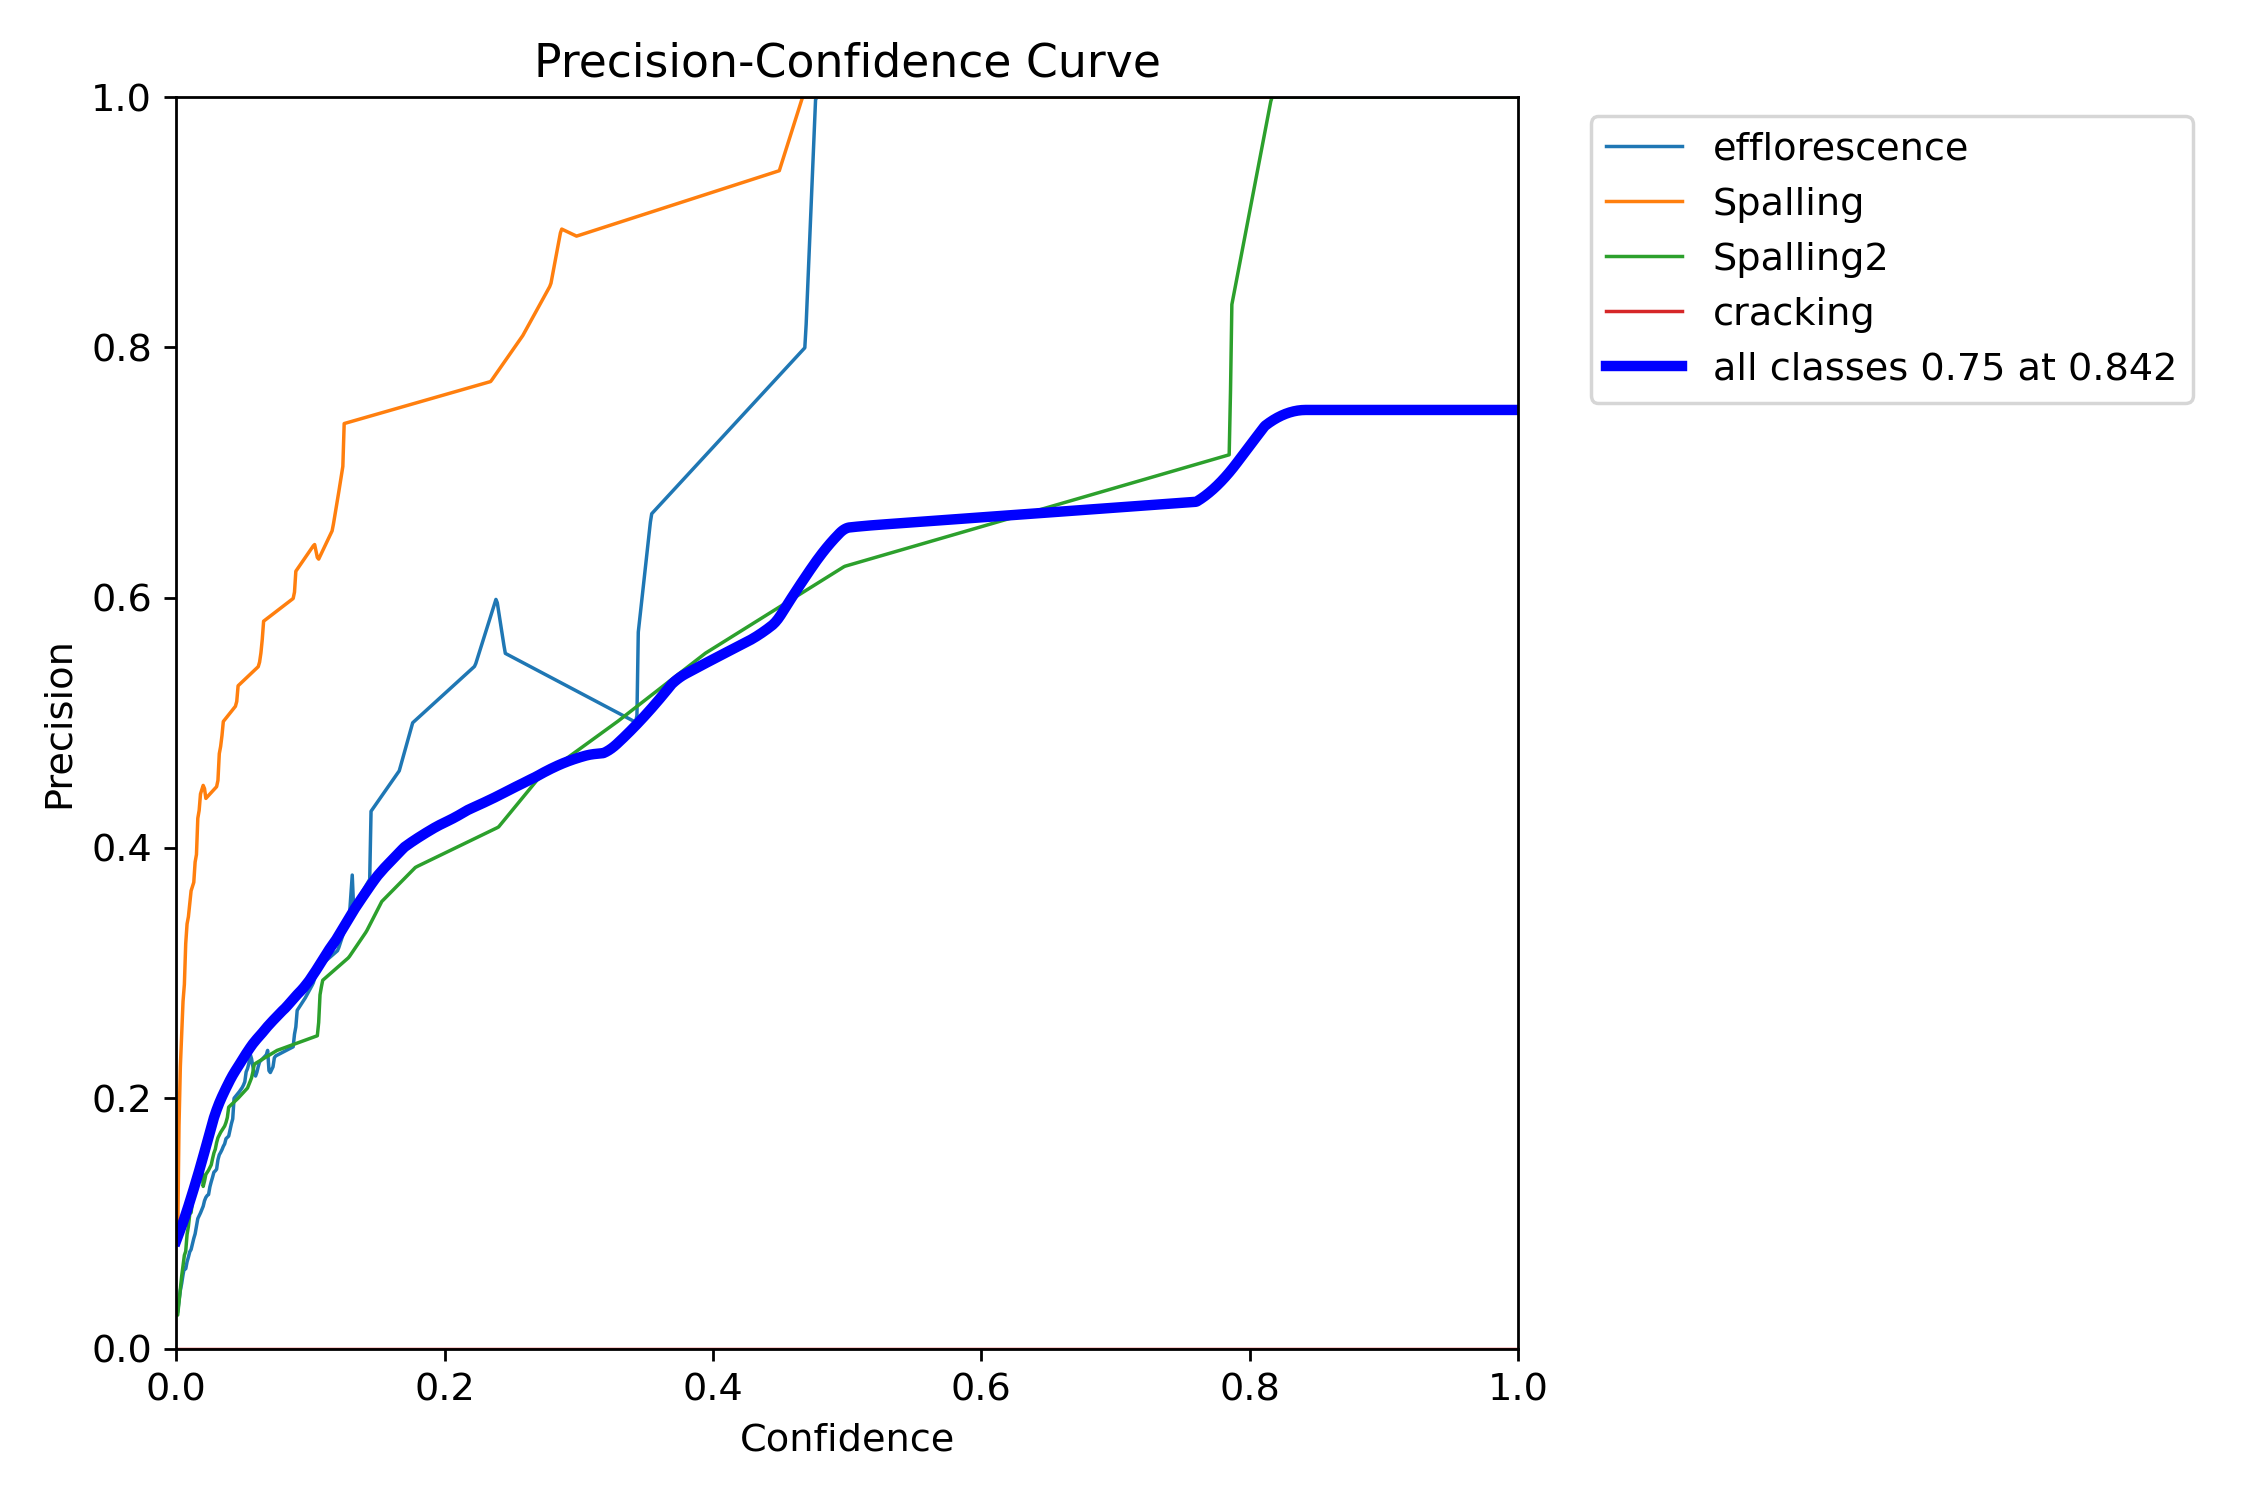 Precision-Confidence Curve
1.0
0.8
0.6
0.4
0.2
0.0
Precision
0.0 0.2 0.4 0.6 0.8 1.0
Confidence
efflorescence
Spalling
Spalling2
cracking
all classes 0.75 at 0.842